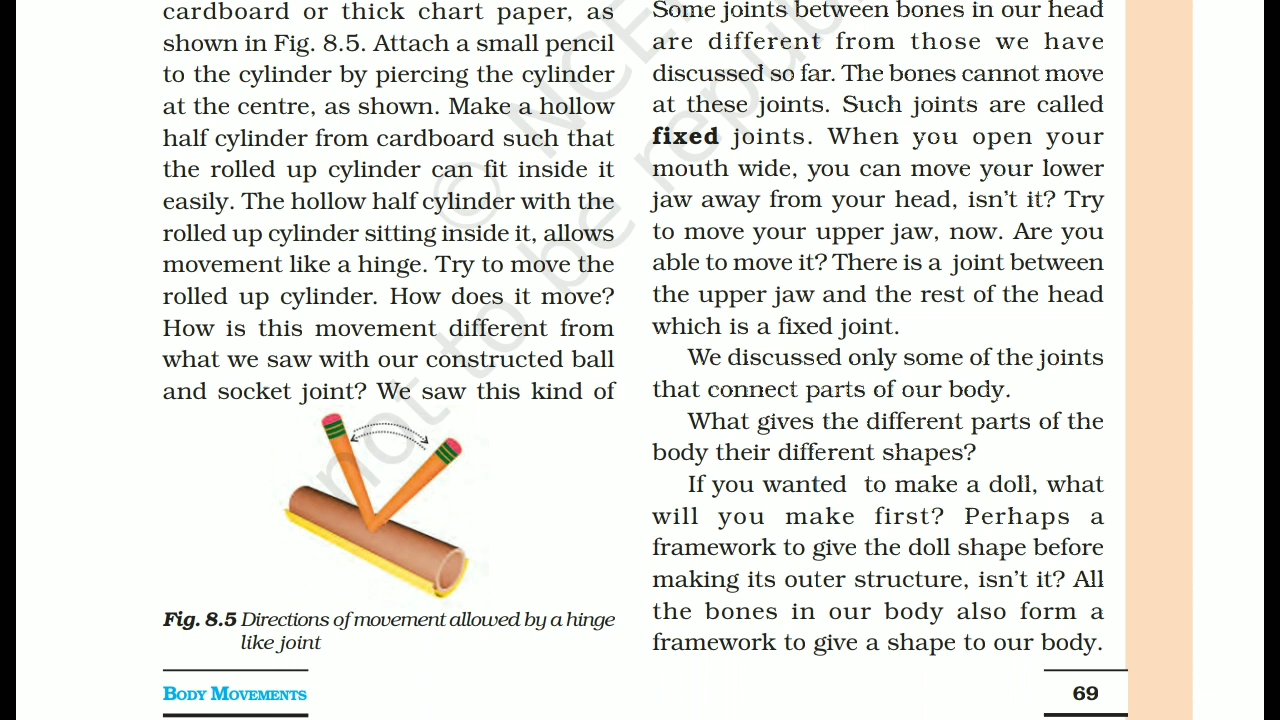 cardboard or thick chart paper, as
shown in Fig. 8.5. Attach a small pencil
to the cylinder by piercing the cylinder
at the centre, as shown. Make a hollow
half cylinder from cardboard such that
the rolled up cylinder can fit inside it
easily. The hollow half cylinder with the
rolled up cylinder sitting inside it, allows
movement like a hinge. Try to move the
rolled up cylinder. How does it move?
How is this movement different from
what we saw with our constructed ball
and socket joint? We saw this kind of
Fig. 8.5 Directions of movement allowed by a hinge
like joint
Some joints between bones in our head
are different from those we have
discussed so far. The bones cannot move
at these joints. Such joints are called
fixed joints. When you open your
mouth wide, you can move your lower
jaw away from your head, isn't it? Try
to move your upper jaw, now. Are you
able to move it? There is a joint between
the upper jaw and the rest of the head
which is a fixed joint.
We discussed only some of the joints
that connect parts of our body.
What gives the different parts of the
body their different shapes?
If you wanted to make a doll, what
will you make first? Perhaps a
framework to give the doll shape before
making its outer structure, isn't it? All
the bones in our body also form a
framework to give a shape to our body.
BODY MOVEMENTS
69
© NCE
not to be repub